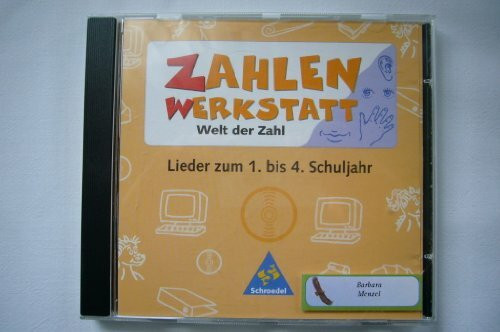 ZAHLEN
WERKSTATT
Welt der Zahl
Lieder zum 1. bis 4. Schuljahr
Schroedel
Barbara
Menzel